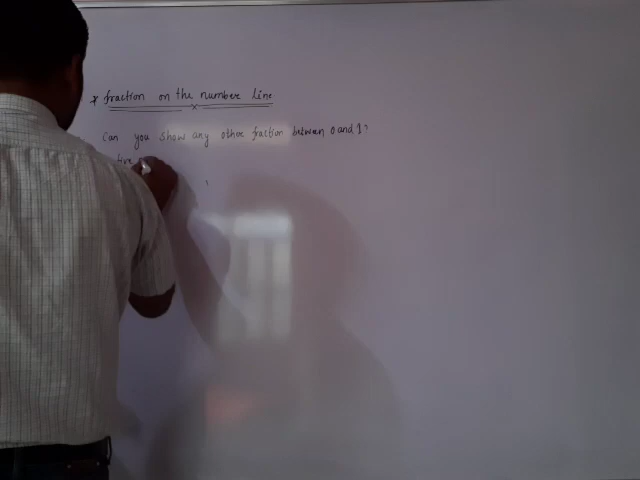 * fraction on the number line
Can you show any other fraction between 0 and 1?